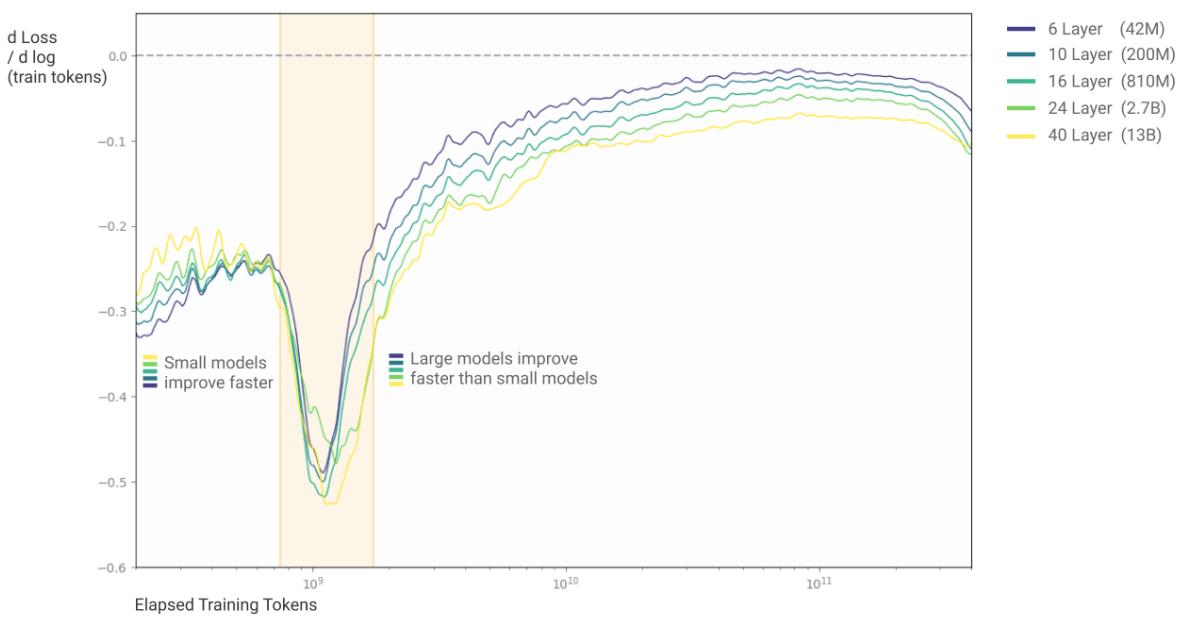 d Loss
/ d log
(train tokens)
0.0
−0.1
−0.2
−0.3
−0.4
−0.5
−0.6
Small models
improve faster
Large models improve
faster than small models
10⁹
10¹⁰
10¹¹
Elapsed Training Tokens
6 Layer (42M)
10 Layer (200M)
16 Layer (810M)
24 Layer (2.7B)
40 Layer (13B)